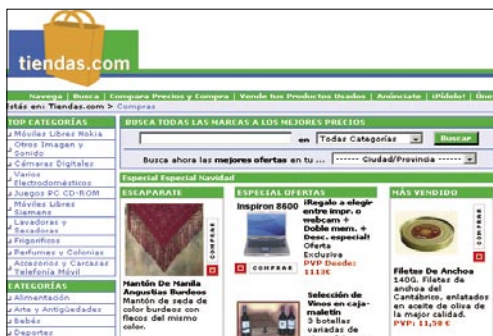 tiendas.com
Navega | Busca | Compara Precios y Compra | Vende tus Productos Usados | Anúnciate | ¡Pídelo! | Úne
Estás en: Tiendas.com > Compras
TOP CATEGORÍAS
Móviles Libres Nokia
Otros Imagen y
Sonido
Cámaras Digitales
Varios
Electrodomésticos
Juegos PC CD-ROM
Móviles Libres
Siemens
Lavadoras y
Secadoras
Frigoríficos
Perfumes y Colonias
Accesorios y Carcasas
Telefonía Móvil
CATEGORÍAS
Alimentación
Arte y Antigüedades
Bebés
Deportes
BUSCA TODAS LAS MARCAS A LOS MEJORES PRECIOS
en Todas Categorías Buscar
Busca ahora las mejores ofertas en tu ... ------ Ciudad/Provincia ------
Especial Especial Navidad
ESCAPARATE
COMPRAR
Mantón De Manila
Angustias Burdeos
Mantón de seda de
color burdeos con
flecos del mismo
color.
ESPECIAL OFERTAS
Inspiron 8600
COMPRAR
¡Regalo a elegir
entre impr. o
webcam +
Doble mem. +
Desc. especial!
Oferta
Exclusiva
PVP Desde:
1113€
Selección de
Vinos en caja-
maletín
3 botellas
variadas de
MÁS VENDIDO
COMPRAR
Filetes De Anchoa
140G. Filetes de
anchoa del
Cantábrico, enlatados
en aceite de oliva de
la mejor calidad.
PVP: 11,50 €